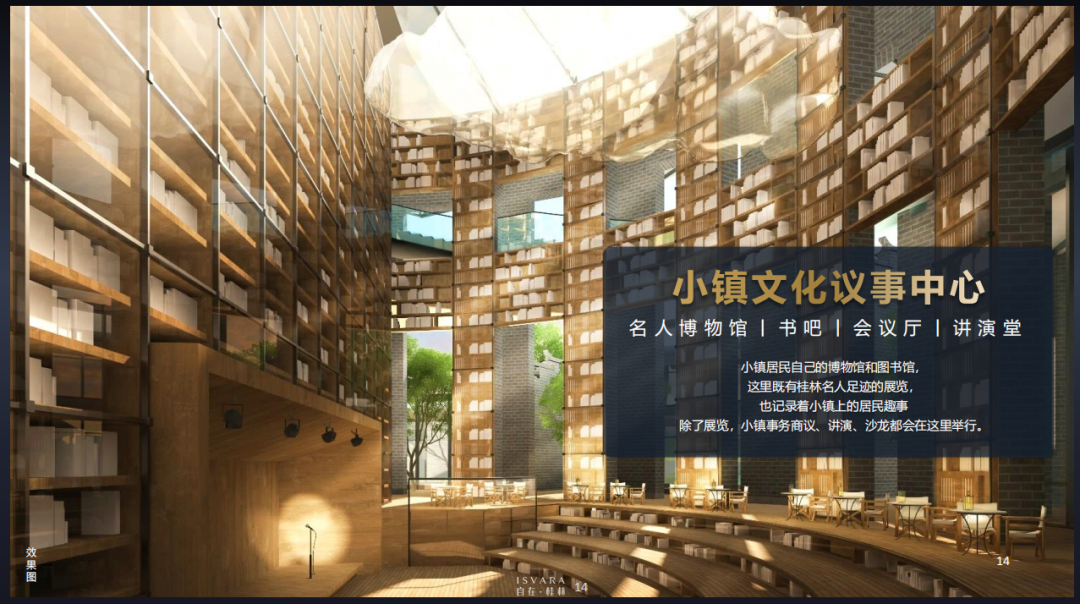 小镇文化议事中心
名人博物馆丨书吧丨会议厅丨讲演堂
小镇居民自己的博物馆和图书馆,
这里既有桂林名人足迹的展览,
也记录着小镇上的居民趣事
除了展览，小镇事务商议、讲演、沙龙都会在这里举行。
效果图
14
ISVARA
自在·桂林
14